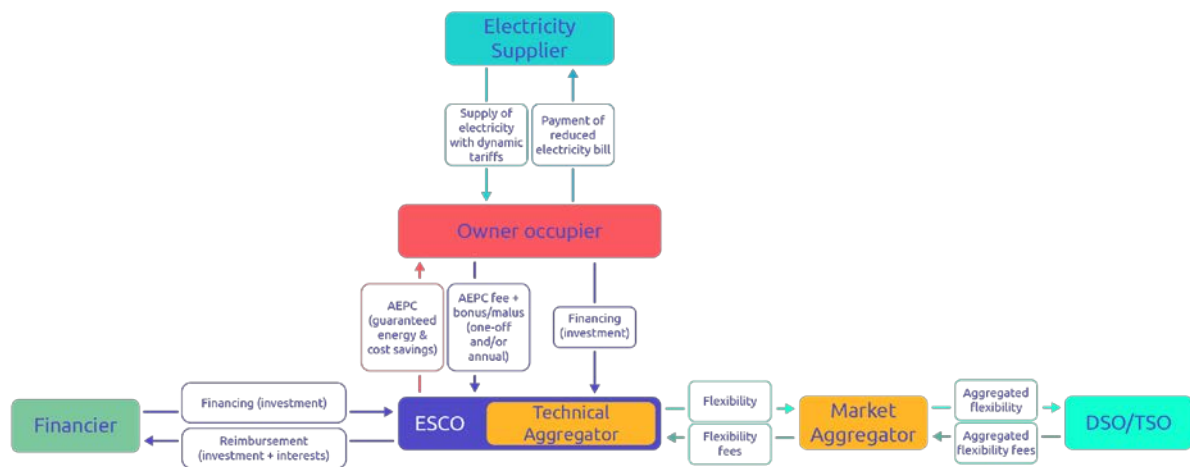 Electricity
Supplier
Supply of
electricity
with dynamic
tariffs
Payment of
reduced
electricity bill
Owner occupier
AEPC
(guaranteed
energy &
cost savings)
AEPC fee +
bonus/malus
(one-off
and/or
annual)
Financing
(investment)
Financier
Financing (investment)
Reimbursement
(investment + interests)
ESCO
Technical
Aggregator
Flexibility
Flexibility
fees
Market
Aggregator
Aggregated
flexibility
Aggregated
flexibility fees
DSO/TSO